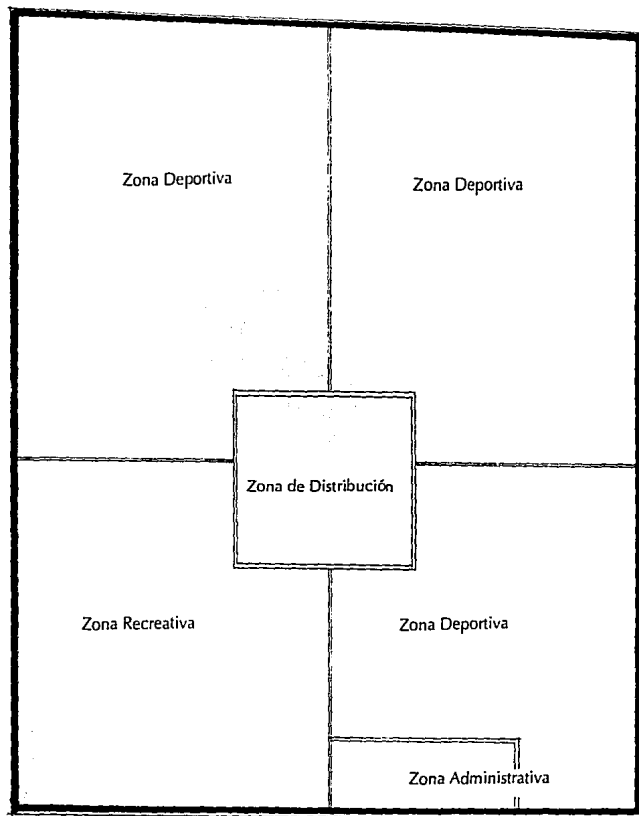 Zona Deportiva
Zona Deportiva
Zona de Distribución
Zona Recreativa
Zona Deportiva
Zona Administrativa